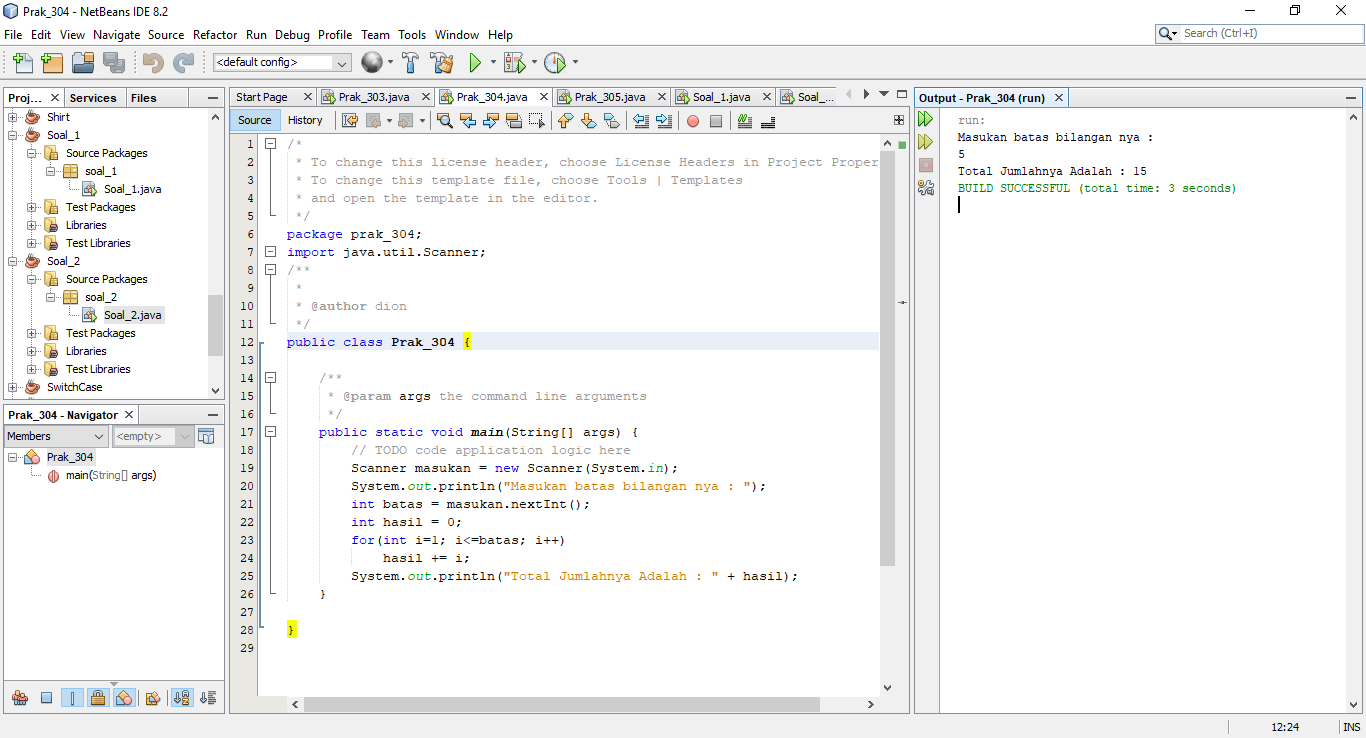 Prak_304 - NetBeans IDE 8.2
File Edit View Navigate Source Refactor Run Debug Profile Team Tools Window Help
Search (Ctrl+I)
<default config>
Proj... Services Files
Shirt
Soal_1
Source Packages
soal_1
Soal_1.java
Test Packages
Libraries
Test Libraries
Soal_2
Source Packages
soal_2
Soal_2.java
Test Packages
Libraries
Test Libraries
SwitchCase
Prak_304 - Navigator
Members <empty>
Prak_304
main(String[] args)
Start Page Prak_303.java Prak_304.java Prak_305.java Soal_1.java Soal_...
Source History
1 /*
2 * To change this license header, choose License Headers in Project Proper
3 * To change this template file, choose Tools | Templates
4 * and open the template in the editor.
5 */
6 package prak_304;
7 import java.util.Scanner;
8 /**
9 *
10 * @author dion
11 */
12 public class Prak_304 {
13
14 /**
15 * @param args the command line arguments
16 */
17 public static void main(String[] args) {
18 // TODO code application logic here
19 Scanner masukan = new Scanner(System.in);
20 System.out.println("Masukan batas bilangan nya : ");
21 int batas = masukan.nextInt();
22 int hasil = 0;
23 for(int i=1; i<=batas; i++)
24 hasil += i;
25 System.out.println("Total Jumlahnya Adalah : " + hasil);
26 }
27
28 }
29
Output - Prak_304 (run)
run:
Masukan batas bilangan nya :
5
Total Jumlahnya Adalah : 15
BUILD SUCCESSFUL (total time: 3 seconds)
12:24 INS